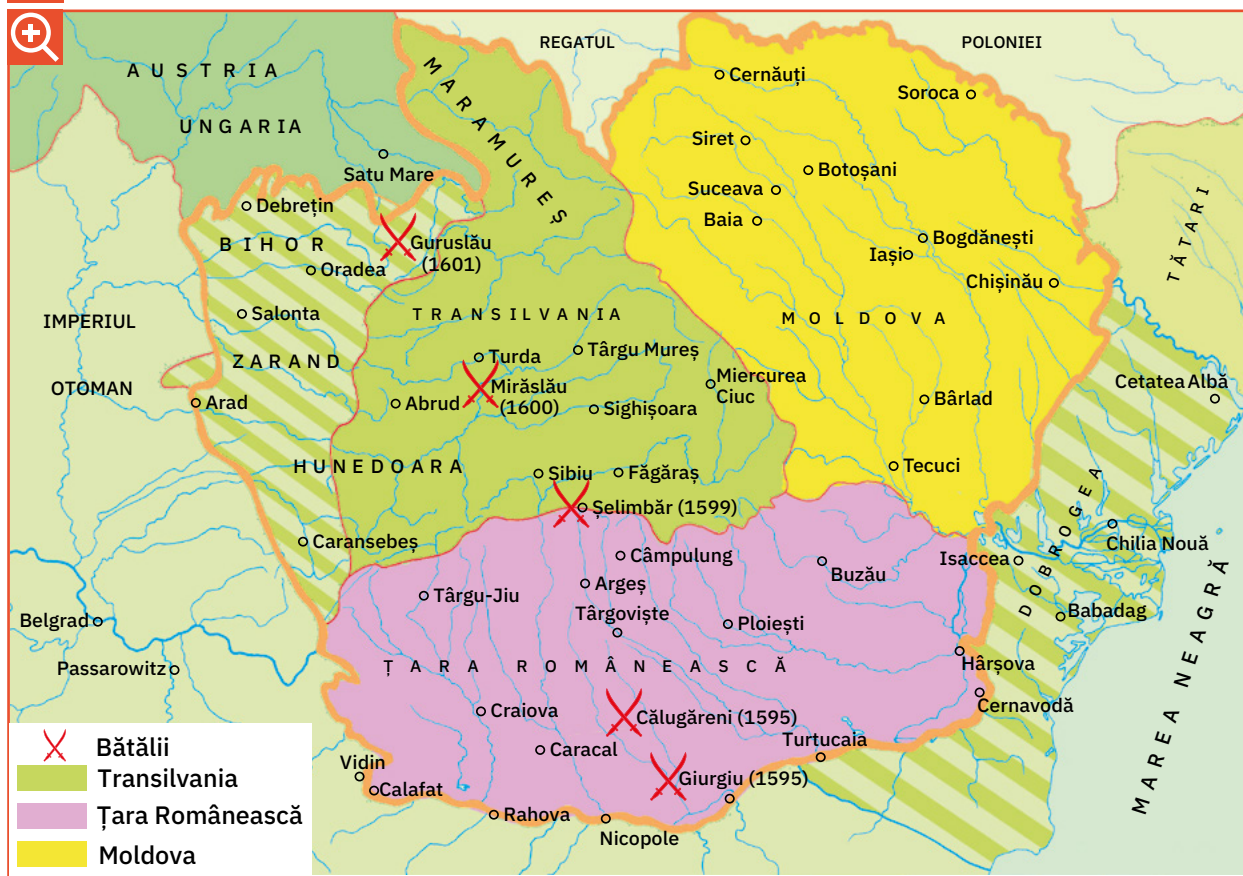 REGATUL
POLONIEI
AUSTRIA
UNGARIA
MARAMUREȘ
Cernăuți
Soroca
Siret
Satu Mare
Botoșani
Suceava
Baia
TĂTARI
Debrețin
BIHOR
Guruslău
(1601)
Oradea
Bogdănești
Iași
Chișinău
Salonta
TRANSILVANIA
MOLDOVA
IMPERIUL
OTOMAN
ZARAND
Turda
Târgu Mureș
Mirăslău
(1600)
Miercurea
Ciuc
Cetatea Albă
Arad
Abrud
Sighișoara
Bârlad
HUNEDOARA
Sibiu
Făgăraș
Tecuci
Șelimbăr (1599)
DOBROGEA
Chilia Nouă
Caransebeș
Câmpulung
Buzău
Isaccea
Argeș
Târgu-Jiu
Târgoviște
Ploiești
Babadag
Belgrad
Passarowitz
ȚARA ROMÂNEASCĂ
Hârșova
Cernavodă
MAREA NEAGRĂ
Craiova
Călugăreni (1595)
Caracal
Turtucaia
Giurgiu (1595)
Vidin
Calafat
Rahova
Nicopole
Bătălii
Transilvania
Țara Românească
Moldova